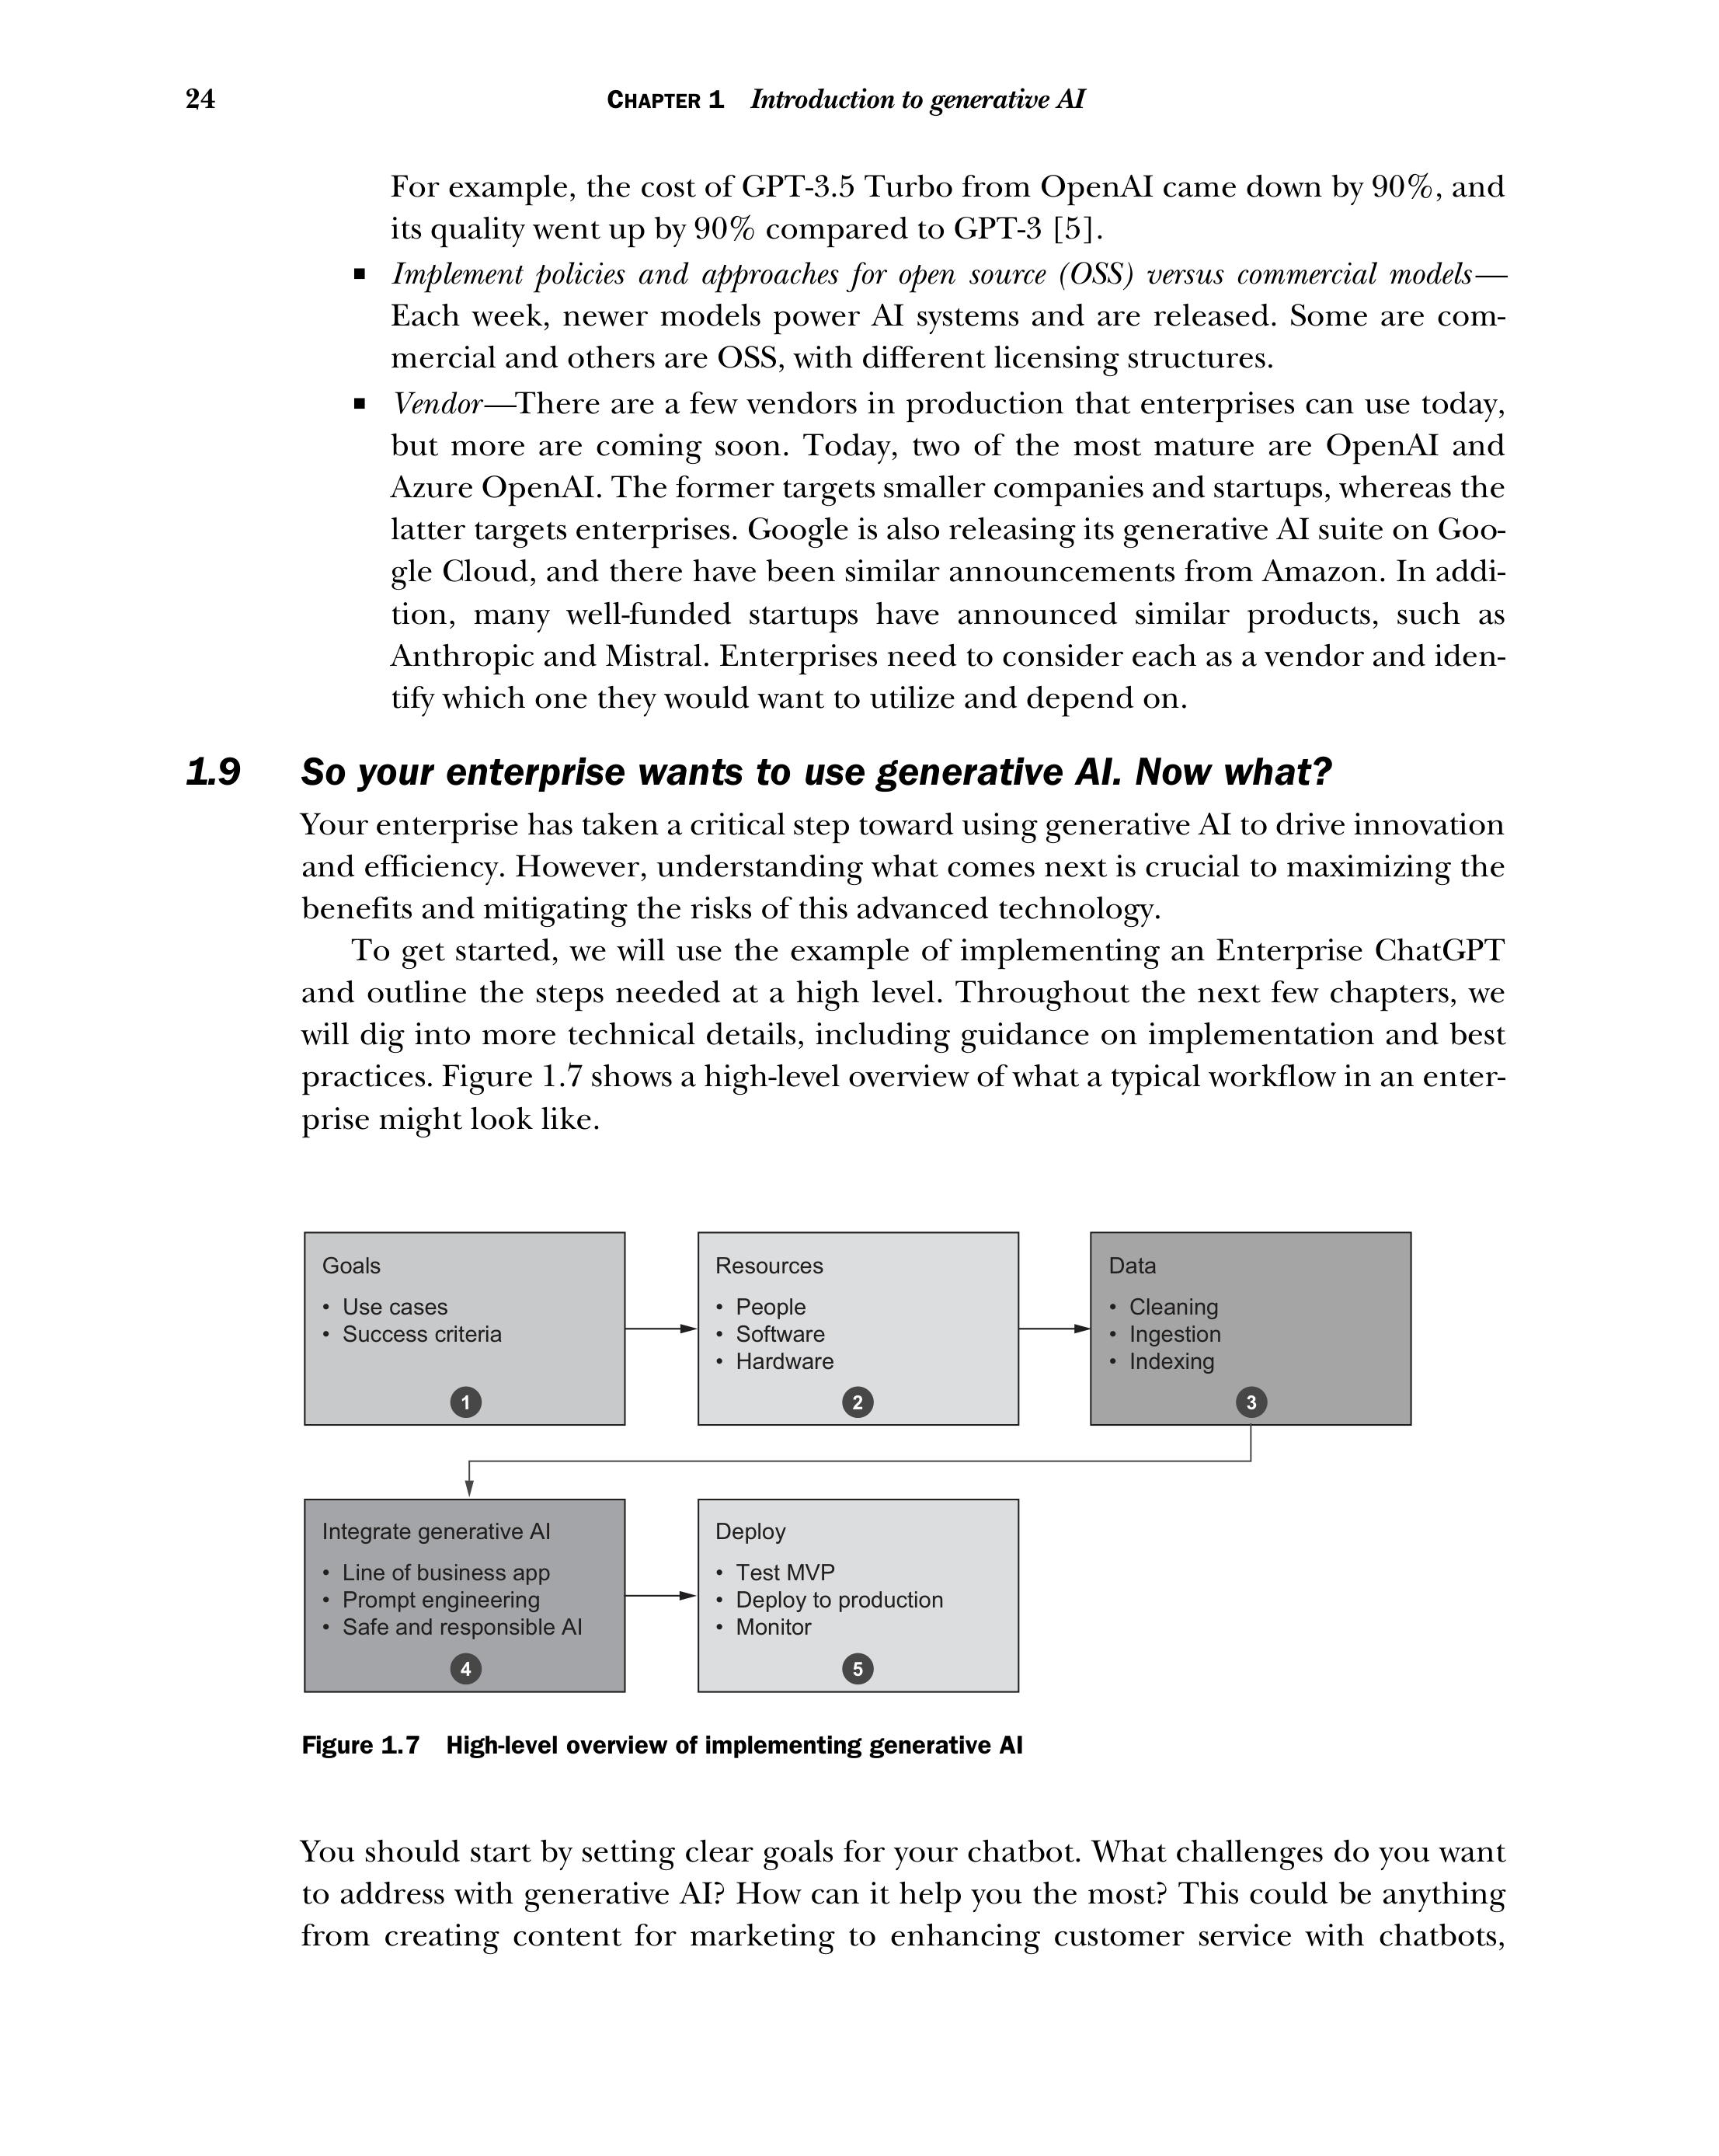 24
CHAPTER 1 Introduction to generative AI
For example, the cost of GPT-3.5 Turbo from OpenAI came down by 90%, and
its quality went up by 90% compared to GPT-3 [5].
■ Implement policies and approaches for open source (OSS) versus commercial models—
Each week, newer models power AI systems and are released. Some are com-
mercial and others are OSS, with different licensing structures.
■ Vendor—There are a few vendors in production that enterprises can use today,
but more are coming soon. Today, two of the most mature are OpenAI and
Azure OpenAI. The former targets smaller companies and startups, whereas the
latter targets enterprises. Google is also releasing its generative AI suite on Goo-
gle Cloud, and there have been similar announcements from Amazon. In addi-
tion, many well-funded startups have announced similar products, such as
Anthropic and Mistral. Enterprises need to consider each as a vendor and iden-
tify which one they would want to utilize and depend on.
1.9 So your enterprise wants to use generative AI. Now what?
Your enterprise has taken a critical step toward using generative AI to drive innovation
and efficiency. However, understanding what comes next is crucial to maximizing the
benefits and mitigating the risks of this advanced technology.
To get started, we will use the example of implementing an Enterprise ChatGPT
and outline the steps needed at a high level. Throughout the next few chapters, we
will dig into more technical details, including guidance on implementation and best
practices. Figure 1.7 shows a high-level overview of what a typical workflow in an enter-
prise might look like.
Goals
• Use cases
• Success criteria
1
Resources
• People
• Software
• Hardware
2
Data
• Cleaning
• Ingestion
• Indexing
3
Integrate generative AI
• Line of business app
• Prompt engineering
• Safe and responsible AI
4
Deploy
• Test MVP
• Deploy to production
• Monitor
5
Figure 1.7 High-level overview of implementing generative AI
You should start by setting clear goals for your chatbot. What challenges do you want
to address with generative AI? How can it help you the most? This could be anything
from creating content for marketing to enhancing customer service with chatbots,